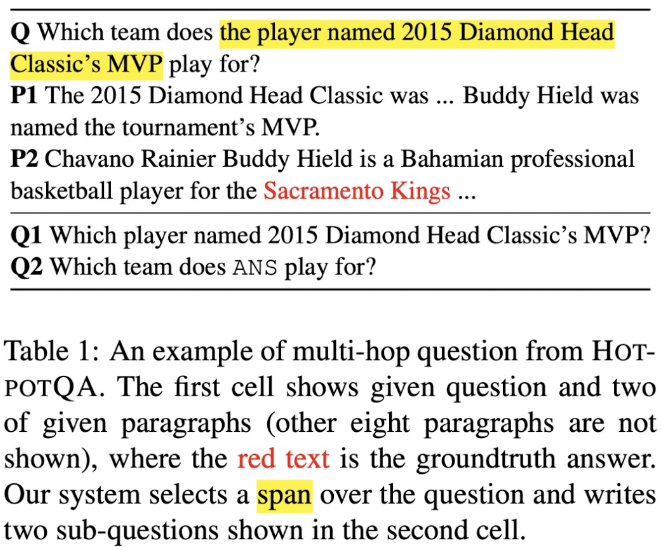 Q Which team does the player named 2015 Diamond Head
Classic's MVP play for?
P1 The 2015 Diamond Head Classic was ... Buddy Hield was
named the tournament's MVP.
P2 Chavano Rainier Buddy Hield is a Bahamian professional
basketball player for the Sacramento Kings ...
Q1 Which player named 2015 Diamond Head Classic's MVP?
Q2 Which team does ANS play for?
Table 1: An example of multi-hop question from HOT-
POTQA. The first cell shows given question and two
of given paragraphs (other eight paragraphs are not
shown), where the red text is the groundtruth answer.
Our system selects a span over the question and writes
two sub-questions shown in the second cell.